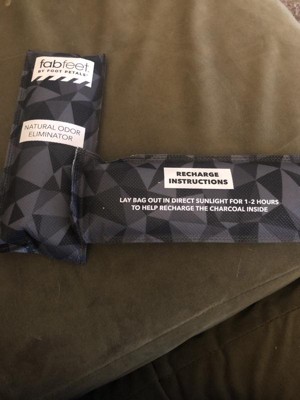 fabfeet
BY FOOT PETALS
NATURAL ODOR
ELIMINATOR
RECHARGE
INSTRUCTIONS
LAY BAG OUT IN DIRECT SUNLIGHT FOR 1-2 HOURS
TO HELP RECHARGE THE CHARCOAL INSIDE